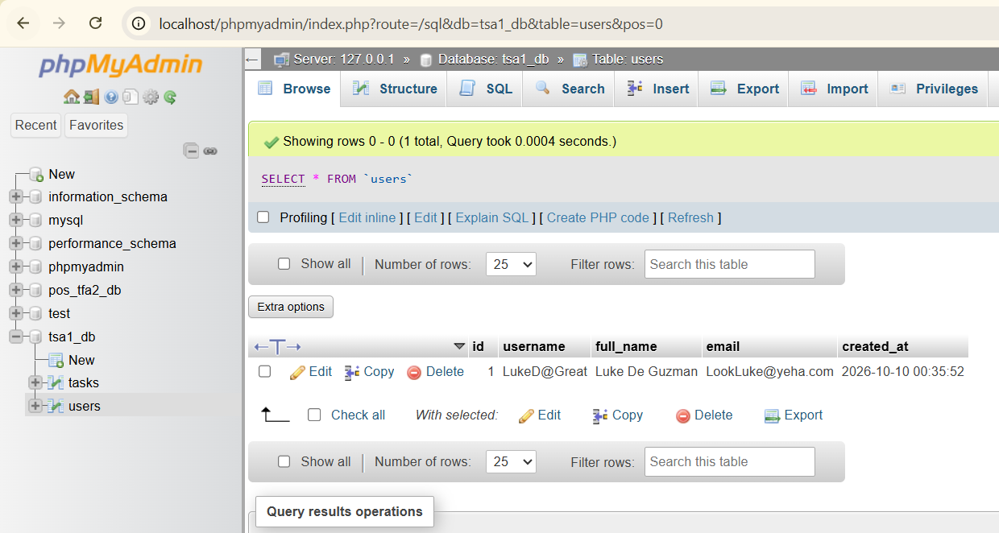 localhost/phpmyadmin/index.php?route=/sql&db=tsa1_db&table=users&pos=0
phpMyAdmin
Recent Favorites
New
information_schema
mysql
performance_schema
phpmyadmin
pos_tfa2_db
test
tsa1_db
New
tasks
users
Server: 127.0.0.1 » Database: tsa1_db » Table: users
Browse Structure SQL Search Insert Export Import Privileges
Showing rows 0 - 0 (1 total, Query took 0.0004 seconds.)
SELECT * FROM `users`
Profiling [ Edit inline ] [ Edit ] [ Explain SQL ] [ Create PHP code ] [ Refresh ]
Show all | Number of rows: 25 Filter rows: Search this table
Extra options
←T→ id username full_name email created_at
Edit Copy Delete 1 LukeD@Great Luke De Guzman LookLuke@yeha.com 2026-10-10 00:35:52
Check all With selected: Edit Copy Delete Export
Show all | Number of rows: 25 Filter rows: Search this table
Query results operations